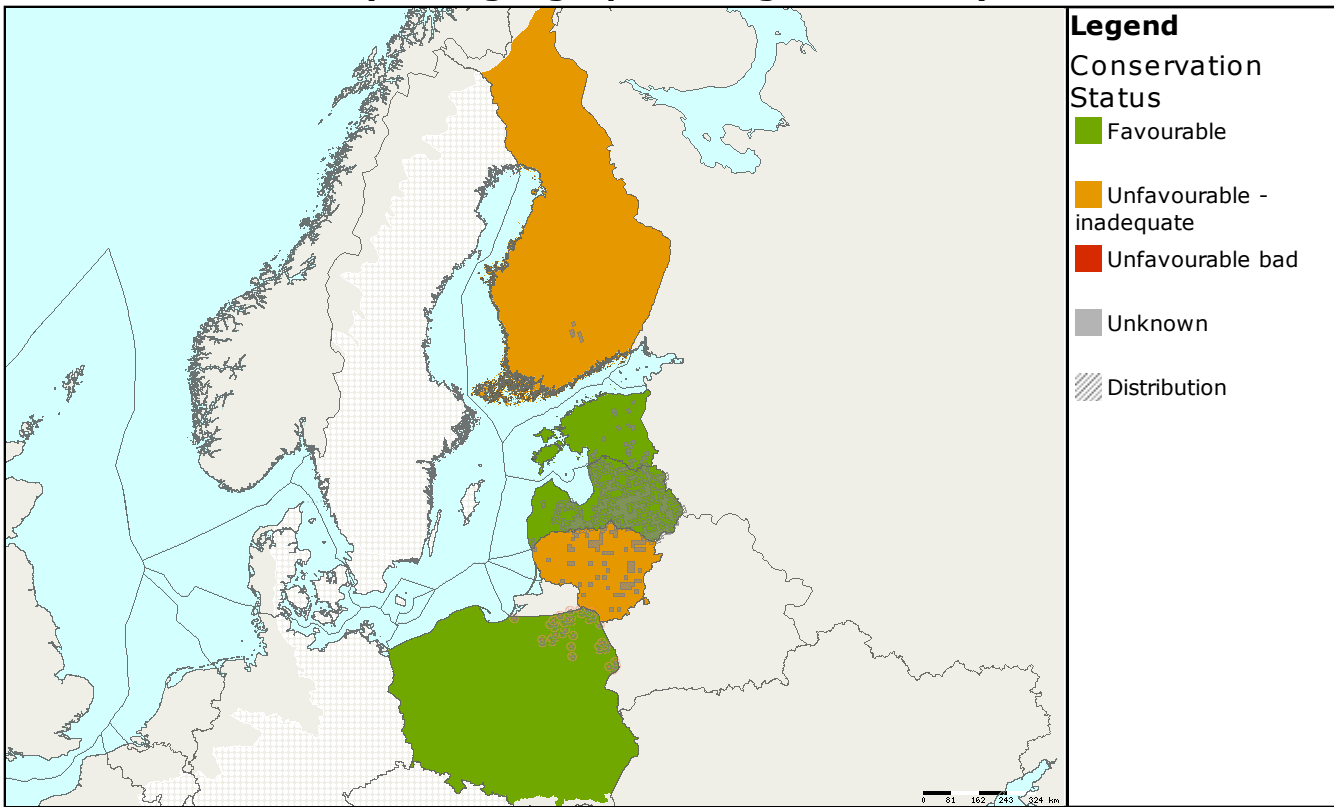 Legend
Conservation
Status
Favourable
Unfavourable -
inadequate
Unfavourable bad
Unknown
Distribution
0 81 162 243 324 km